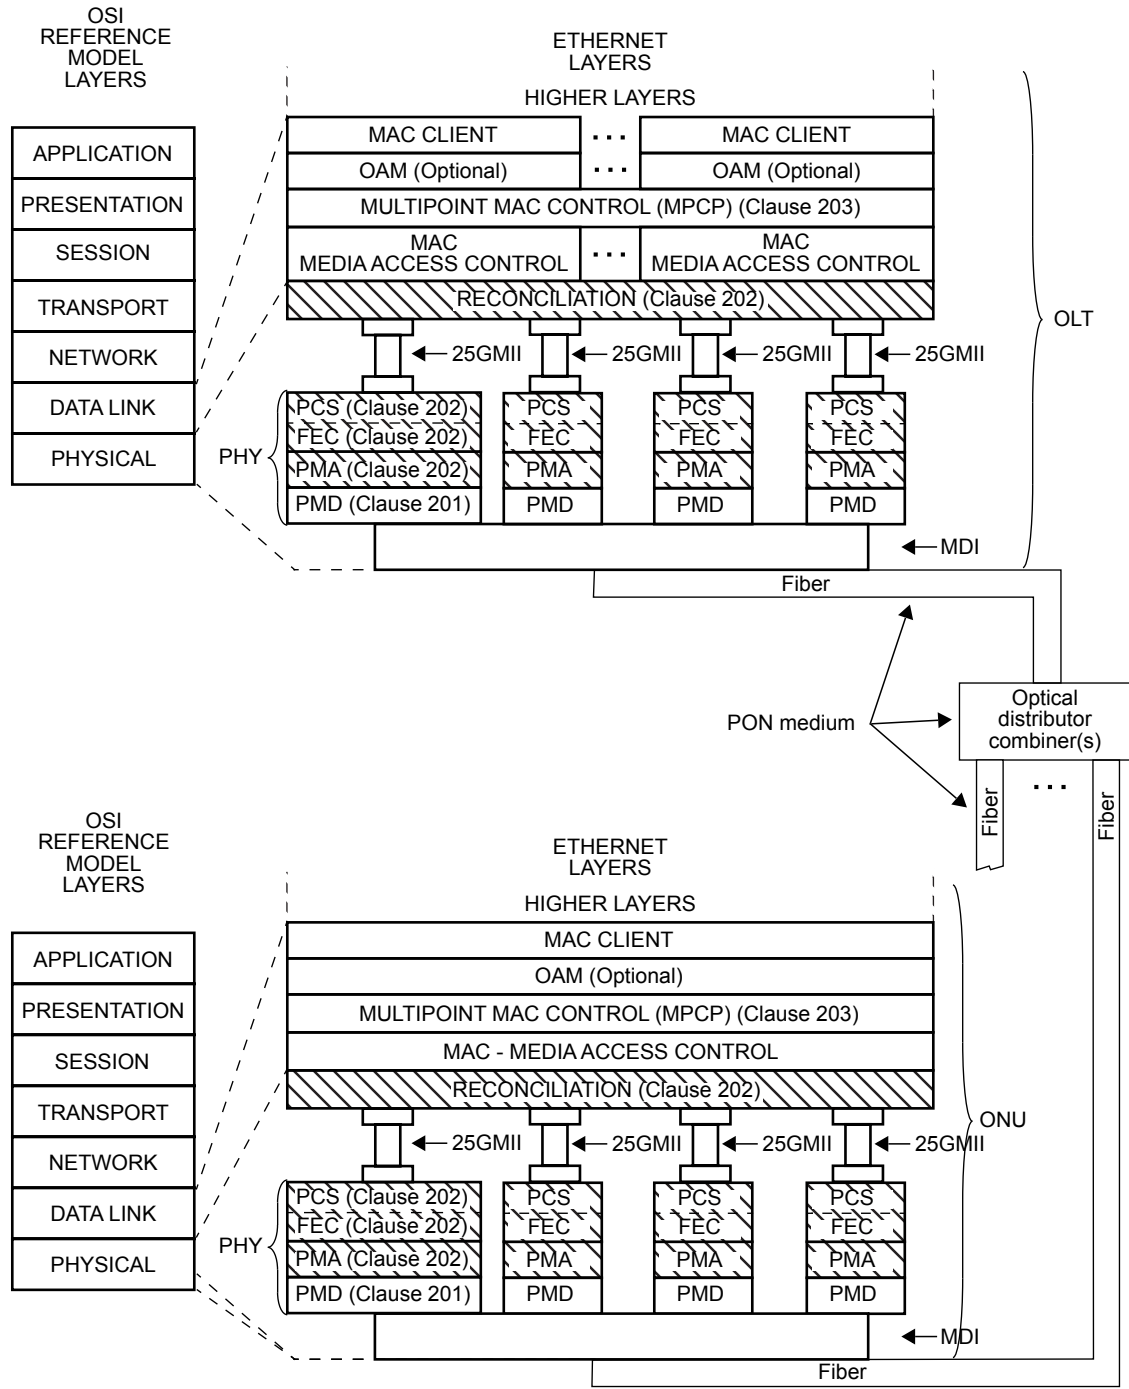 OSI
REFERENCE
MODEL
LAYERS
ETHERNET
LAYERS
HIGHER LAYERS
APPLICATION
PRESENTATION
SESSION
TRANSPORT
NETWORK
DATA LINK
PHYSICAL
MAC CLIENT
...
MAC CLIENT
OAM (Optional)
...
OAM (Optional)
MULTIPOINT MAC CONTROL (MPCP) (Clause 203)
MAC
MEDIA ACCESS CONTROL
...
MAC
MEDIA ACCESS CONTROL
RECONCILIATION (Clause 202)
OLT
25GMII
25GMII
25GMII
25GMII
PHY
PCS (Clause 202)
FEC (Clause 202)
PMA (Clause 202)
PMD (Clause 201)
PCS
FEC
PMA
PMD
PCS
FEC
PMA
PMD
PCS
FEC
PMA
PMD
MDI
Fiber
PON medium
Optical
distributor
combiner(s)
Fiber
...
Fiber
OSI
REFERENCE
MODEL
LAYERS
ETHERNET
LAYERS
HIGHER LAYERS
APPLICATION
PRESENTATION
SESSION
TRANSPORT
NETWORK
DATA LINK
PHYSICAL
MAC CLIENT
OAM (Optional)
MULTIPOINT MAC CONTROL (MPCP) (Clause 203)
MAC - MEDIA ACCESS CONTROL
RECONCILIATION (Clause 202)
ONU
25GMII
25GMII
25GMII
25GMII
PHY
PCS (Clause 202)
FEC (Clause 202)
PMA (Clause 202)
PMD (Clause 201)
PCS
FEC
PMA
PMD
PCS
FEC
PMA
PMD
PCS
FEC
PMA
PMD
MDI
Fiber